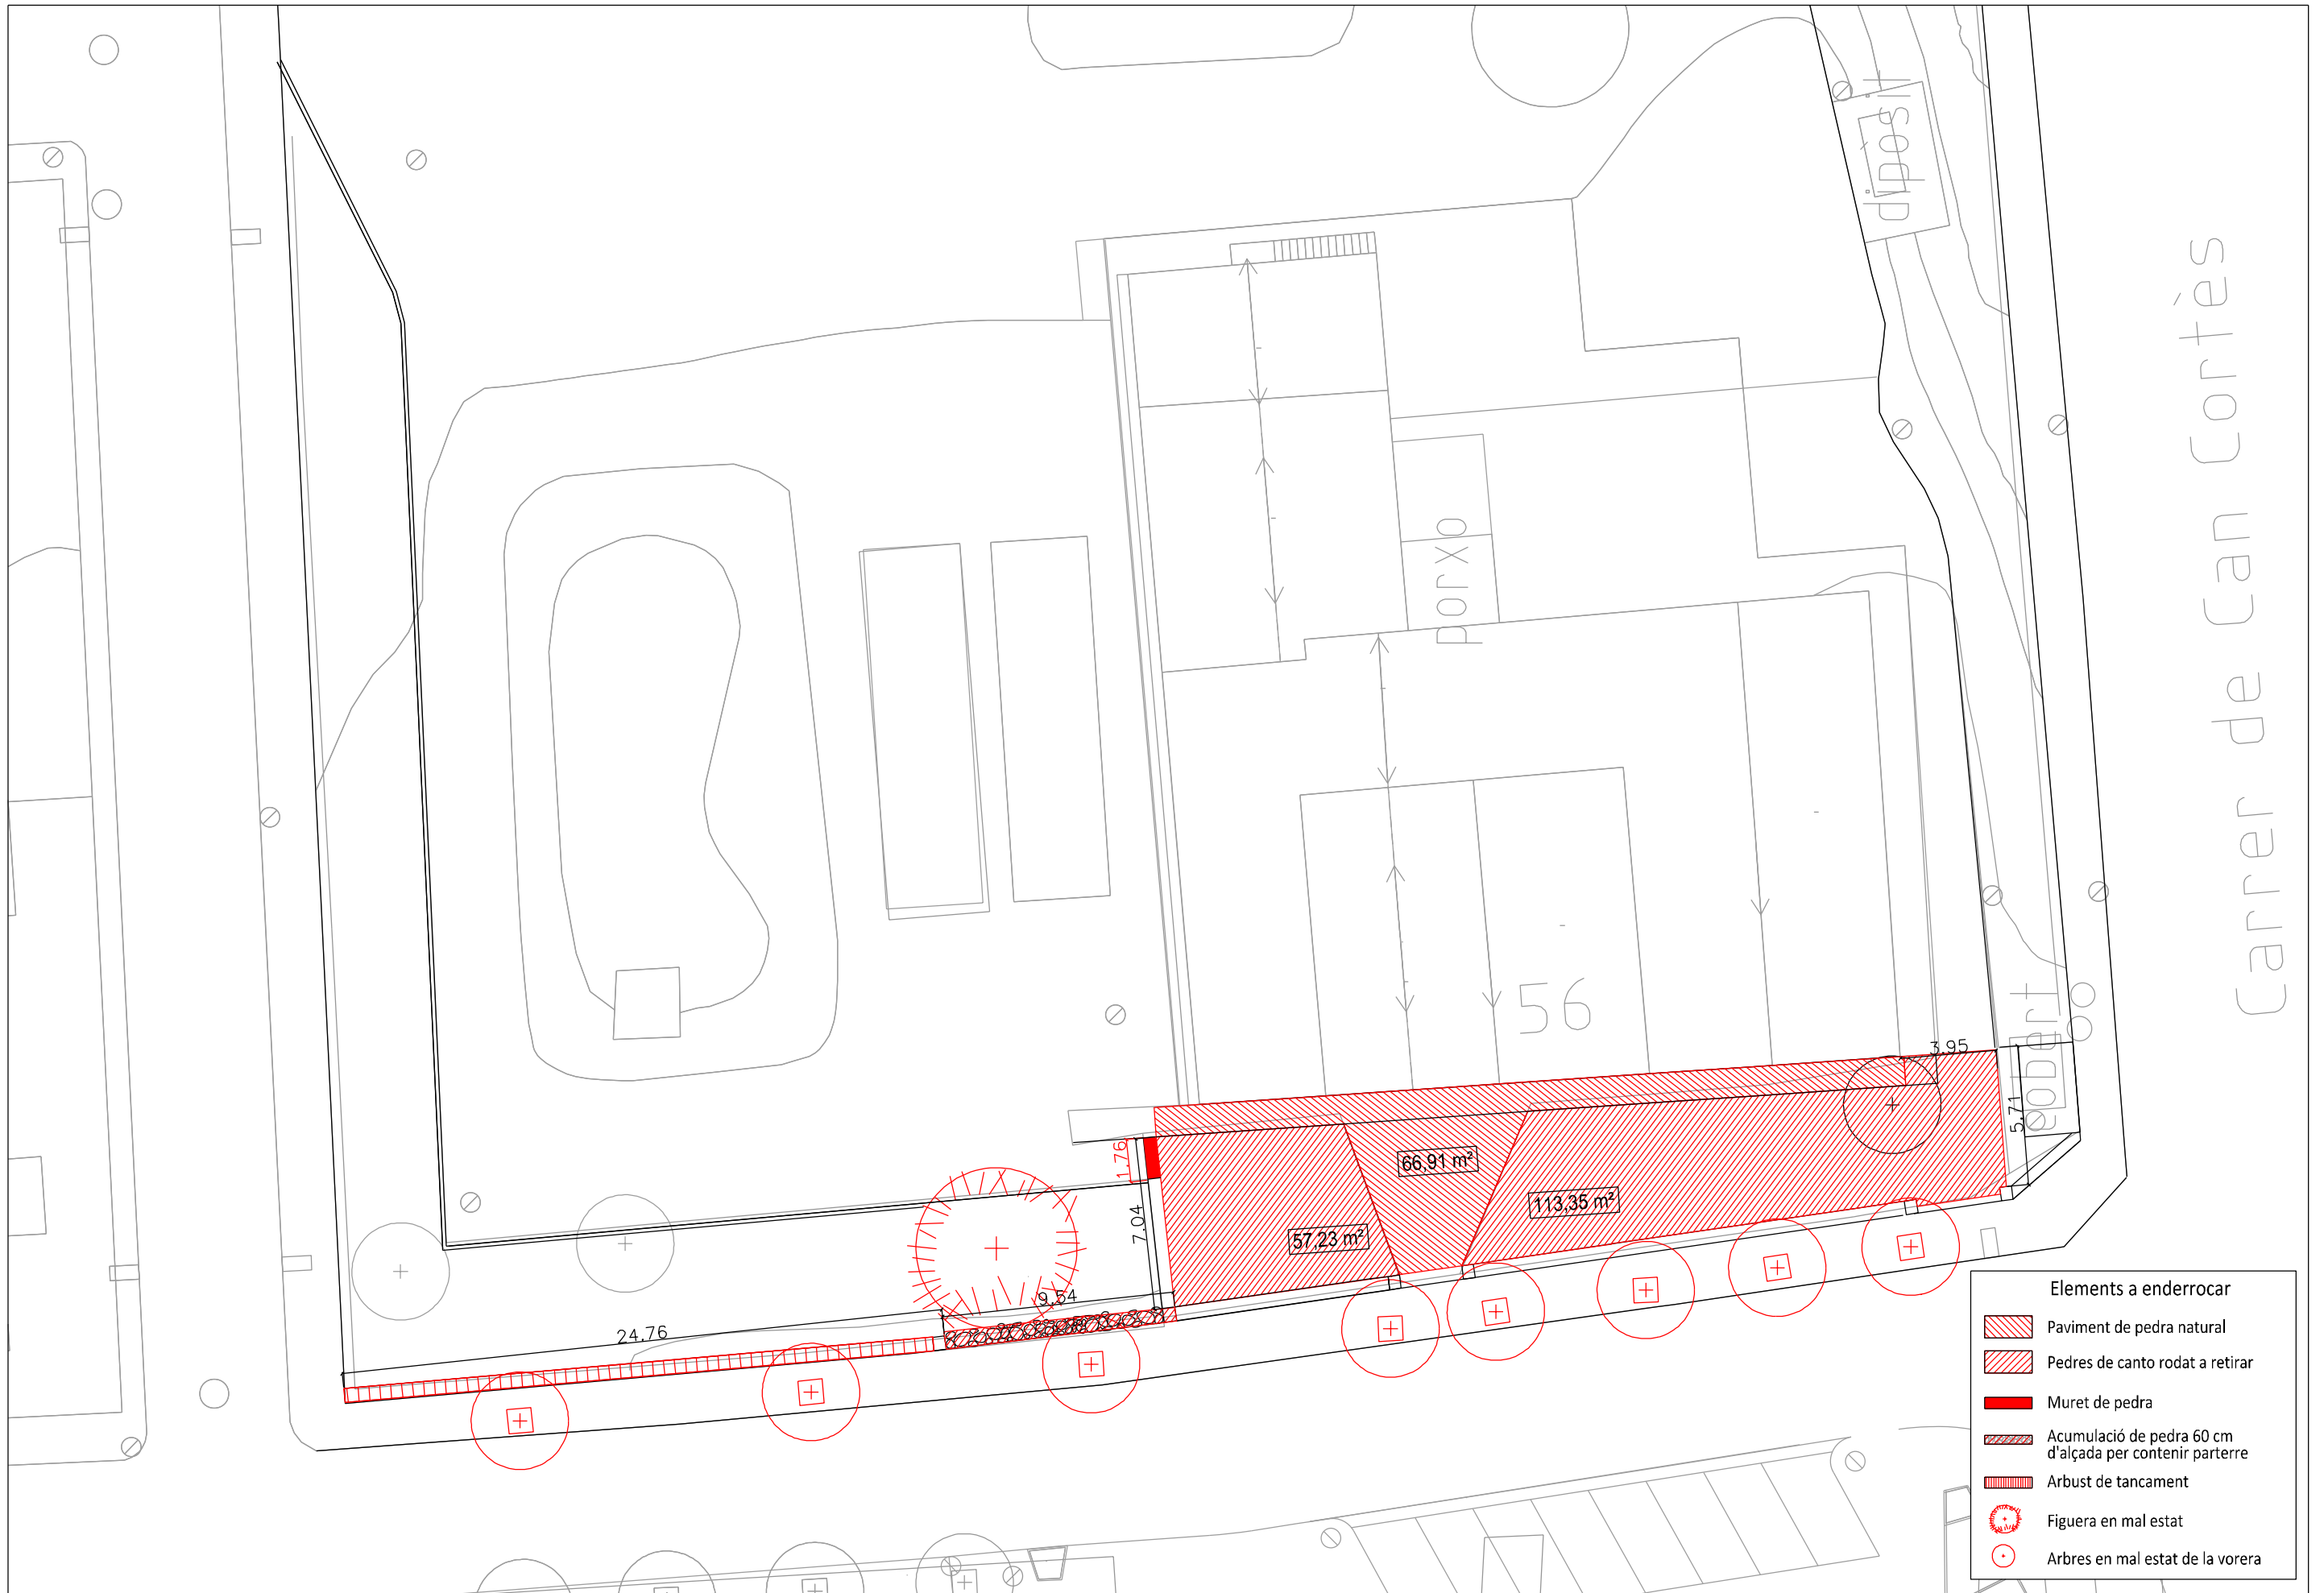 dipòsit
Carrer de Can Cortès
porxo
56
cobert
3.95
5.71
1.76
66,91 m²
113,35 m²
57,23 m²
7.04
9.54
24.76
Elements a enderrocar
Paviment de pedra natural
Pedres de canto rodat a retirar
Muret de pedra
Acumulació de pedra 60 cm
d'alçada per contenir parterre
Arbust de tancament
Figuera en mal estat
Arbres en mal estat de la vorera